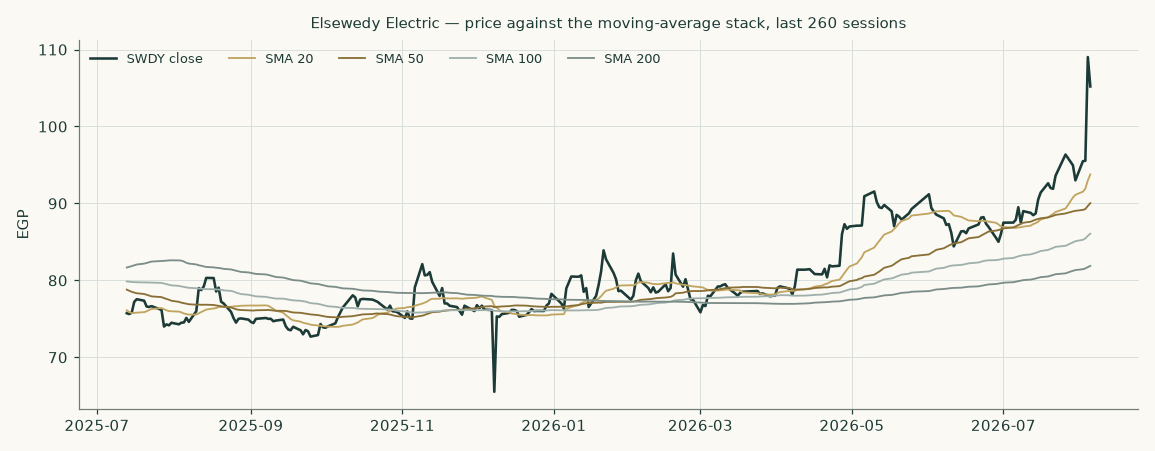 Elsewedy Electric — price against the moving-average stack, last 260 sessions
SWDY close SMA 20 SMA 50 SMA 100 SMA 200
EGP
110
100
90
80
70
2025-07 2025-09 2025-11 2026-01 2026-03 2026-05 2026-07